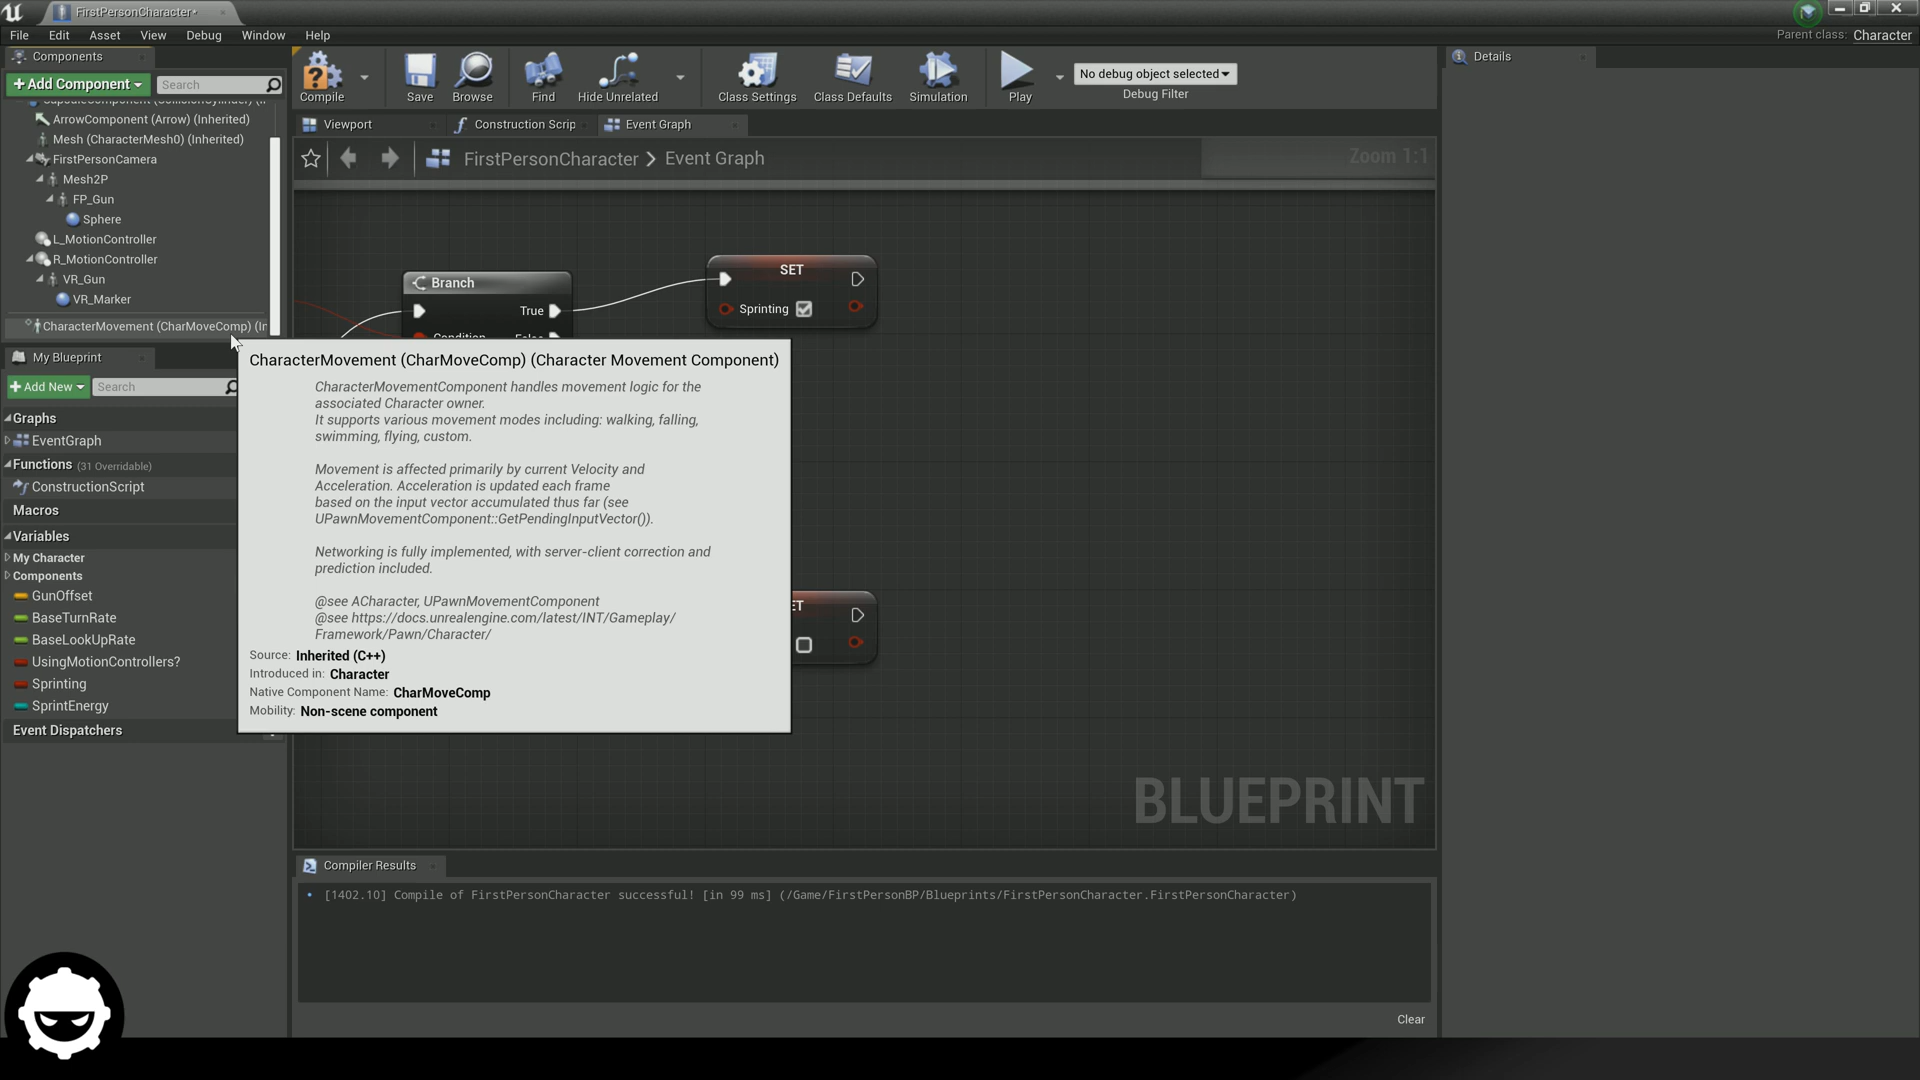 FirstPersonCharacter•
File Edit Asset View Debug Window Help
Parent class: Character
Components
Details
+ Add Component
Search
Compile
Save
Browse
Find
Hide Unrelated
Class Settings
Class Defaults
Simulation
Play
No debug object selected
Debug Filter
ArrowComponent (Arrow) (Inherited)
Mesh (CharacterMesh0) (Inherited)
FirstPersonCamera
Mesh2P
FP_Gun
Sphere
L_MotionController
R_MotionController
VR_Gun
VR_Marker
CharacterMovement (CharMoveComp) (In
Viewport
Construction Scrip
Event Graph
FirstPersonCharacter > Event Graph
Zoom 1:1
Branch
True
SET
Sprinting
CharacterMovement (CharMoveComp) (Character Movement Component)
CharacterMovementComponent handles movement logic for the
associated Character owner.
It supports various movement modes including: walking, falling,
swimming, flying, custom.
Movement is affected primarily by current Velocity and
Acceleration. Acceleration is updated each frame
based on the input vector accumulated thus far (see
UPawnMovementComponent::GetPendingInputVector()).
Networking is fully implemented, with server-client correction and
prediction included.
@see ACharacter, UPawnMovementComponent
@see https://docs.unrealengine.com/latest/INT/Gameplay/
Framework/Pawn/Character/
Source: Inherited (C++)
Introduced in: Character
Native Component Name: CharMoveComp
Mobility: Non-scene component
My Blueprint
+ Add New
Search
Graphs
EventGraph
Functions (31 Overridable)
ConstructionScript
Macros
Variables
My Character
Components
GunOffset
BaseTurnRate
BaseLookUpRate
UsingMotionControllers?
Sprinting
SprintEnergy
Event Dispatchers
BLUEPRINT
Compiler Results
• [1402.10] Compile of FirstPersonCharacter successful! [in 99 ms] (/Game/FirstPersonBP/Blueprints/FirstPersonCharacter.FirstPersonCharacter)
Clear